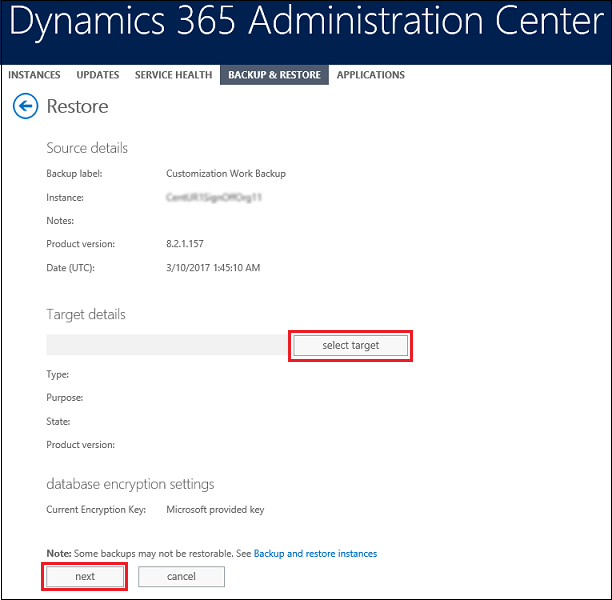 Dynamics 365 Administration Center
INSTANCES UPDATES SERVICE HEALTH BACKUP & RESTORE APPLICATIONS
Restore
Source details
Backup label: Customization Work Backup
Instance:
Notes:
Product version: 8.2.1.157
Date (UTC): 3/10/2017 1:45:10 AM
Target details
select target
Type:
Purpose:
State:
Product version:
database encryption settings
Current Encryption Key: Microsoft provided key
Note: Some backups may not be restorable. See Backup and restore instances
next cancel